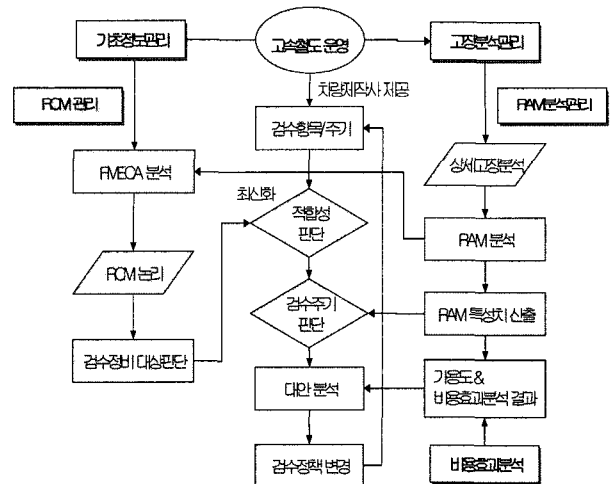 기초정보관리
고속철도 운영
고장분석관리
차량제작사 제공
RCM 관리
RAM분석관리
검수항목/주기
상세고장분석
FMECA 분석
최신화
적합성
판단
RAM 분석
RCM 논리
검수주기
판단
RAM 특성치 산출
검수정비 대상판단
대안 분석
가용도 &
비용효과분석 결과
검수정책 변경
비용효과분석